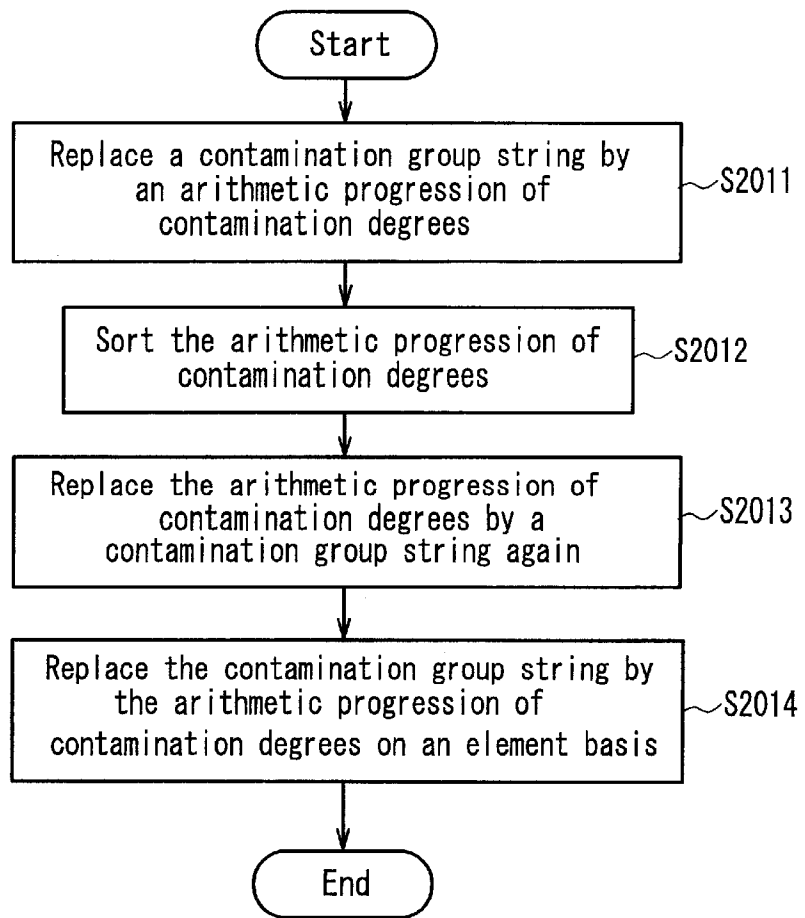 Start
Replace a contamination group string by
an arithmetic progression of
contamination degrees
S2011
Sort the arithmetic progression of
contamination degrees
S2012
Replace the arithmetic progression of
contamination degrees by a
contamination group string again
S2013
Replace the contamination group string by
the arithmetic progression of
contamination degrees on an element basis
S2014
End